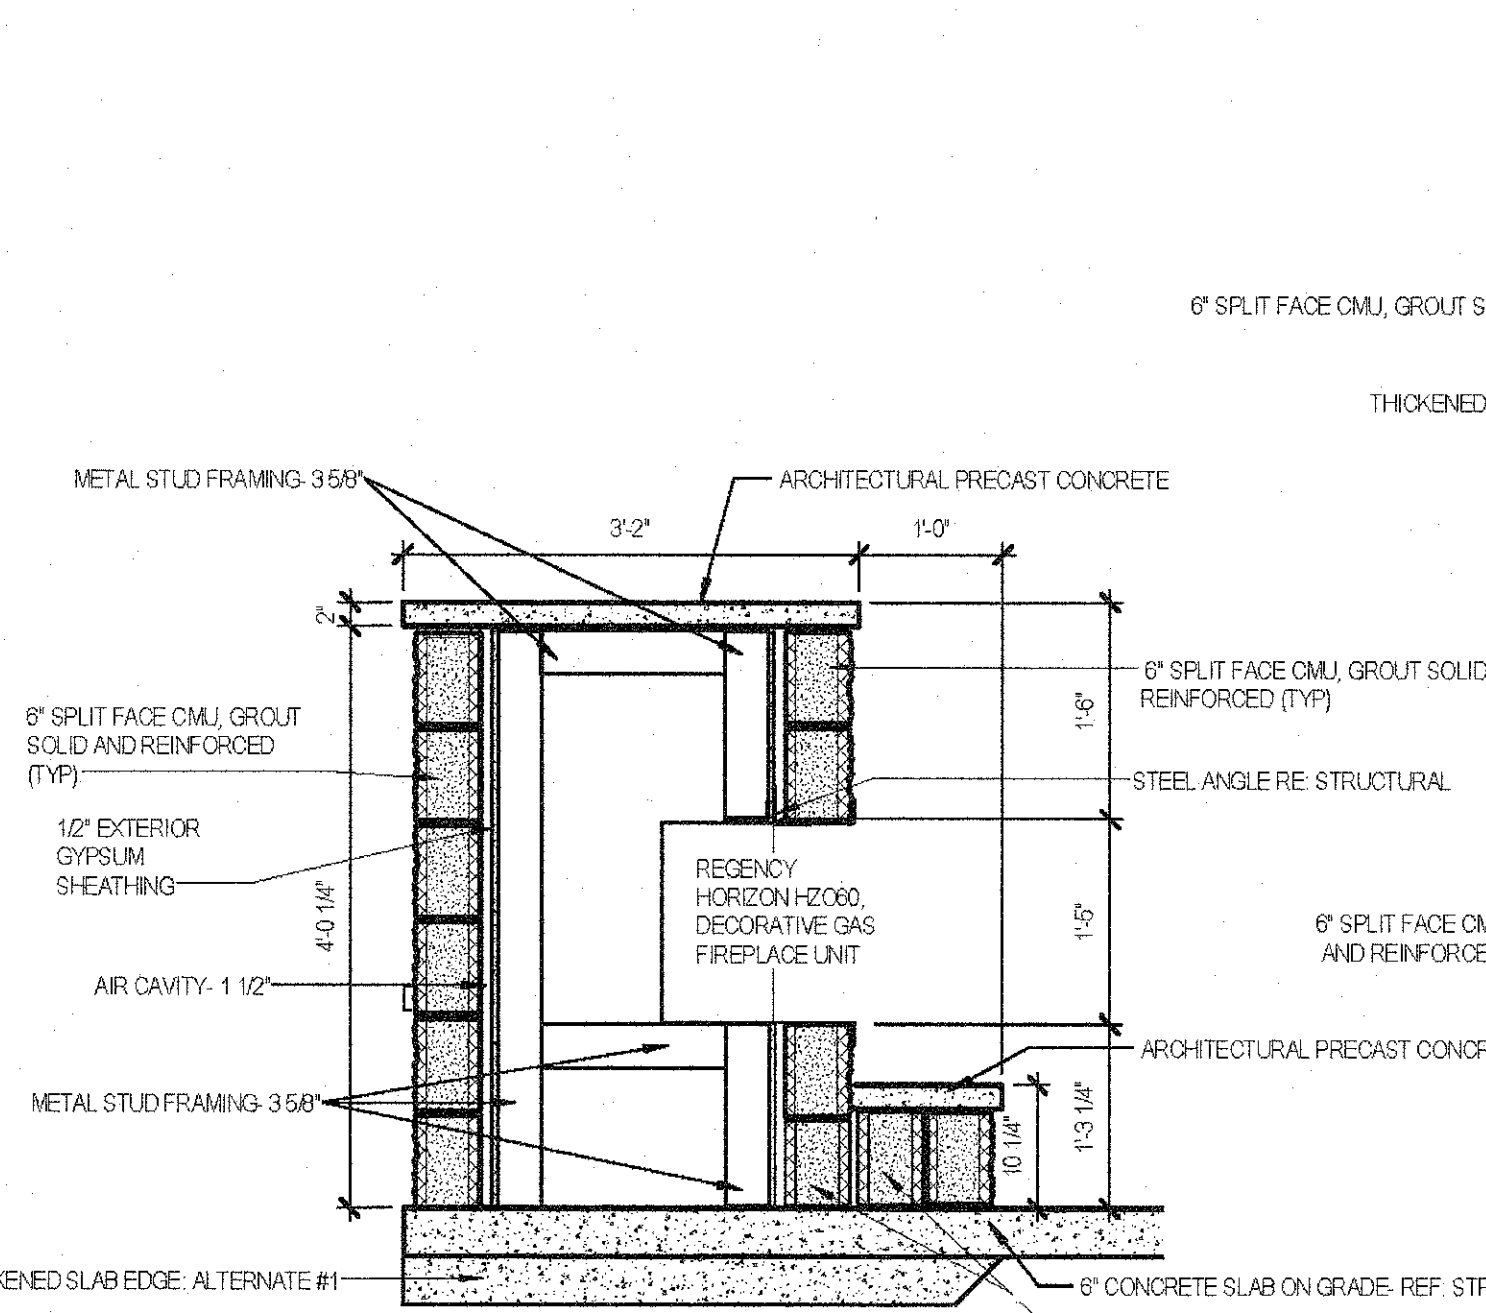 6" SPLIT FACE CMU, GROUT S
THICKENED
METAL STUD FRAMING- 3 5/8"
ARCHITECTURAL PRECAST CONCRETE
3'-2"
1'-0"
2"
6" SPLIT FACE CMU, GROUT SOLID
REINFORCED (TYP)
1'-6"
6" SPLIT FACE CMU, GROUT
SOLID AND REINFORCED
(TYP)
STEEL ANGLE RE: STRUCTURAL
1/2" EXTERIOR
GYPSUM
SHEATHING
4'-0 1/4"
REGENCY
HORIZON HZO60,
DECORATIVE GAS
FIREPLACE UNIT
1'-5"
6" SPLIT FACE CM
AND REINFORCE
AIR CAVITY- 1 1/2"
ARCHITECTURAL PRECAST CONCR
METAL STUD FRAMING- 3 5/8"
10 1/4"
1'-3 1/4"
KENED SLAB EDGE: ALTERNATE #1
6" CONCRETE SLAB ON GRADE- REF: STR